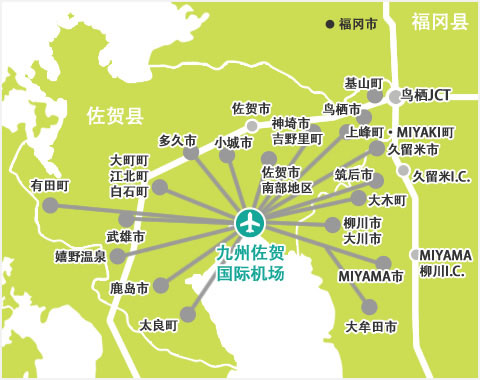 福冈市
福冈县
基山町
鸟栖JCT
佐贺县
佐贺市
鸟栖市
神埼市
吉野里町
上峰町・MIYAKI町
多久市
小城市
久留米市
大町町
江北町
白石町
佐贺市
南部地区
筑后市
久留米I.C.
有田町
大木町
武雄市
柳川市
大川市
嬉野温泉
九州佐贺
国际机场
MIYAMA
柳川I.C.
MIYAMA市
鹿岛市
太良町
大牟田市